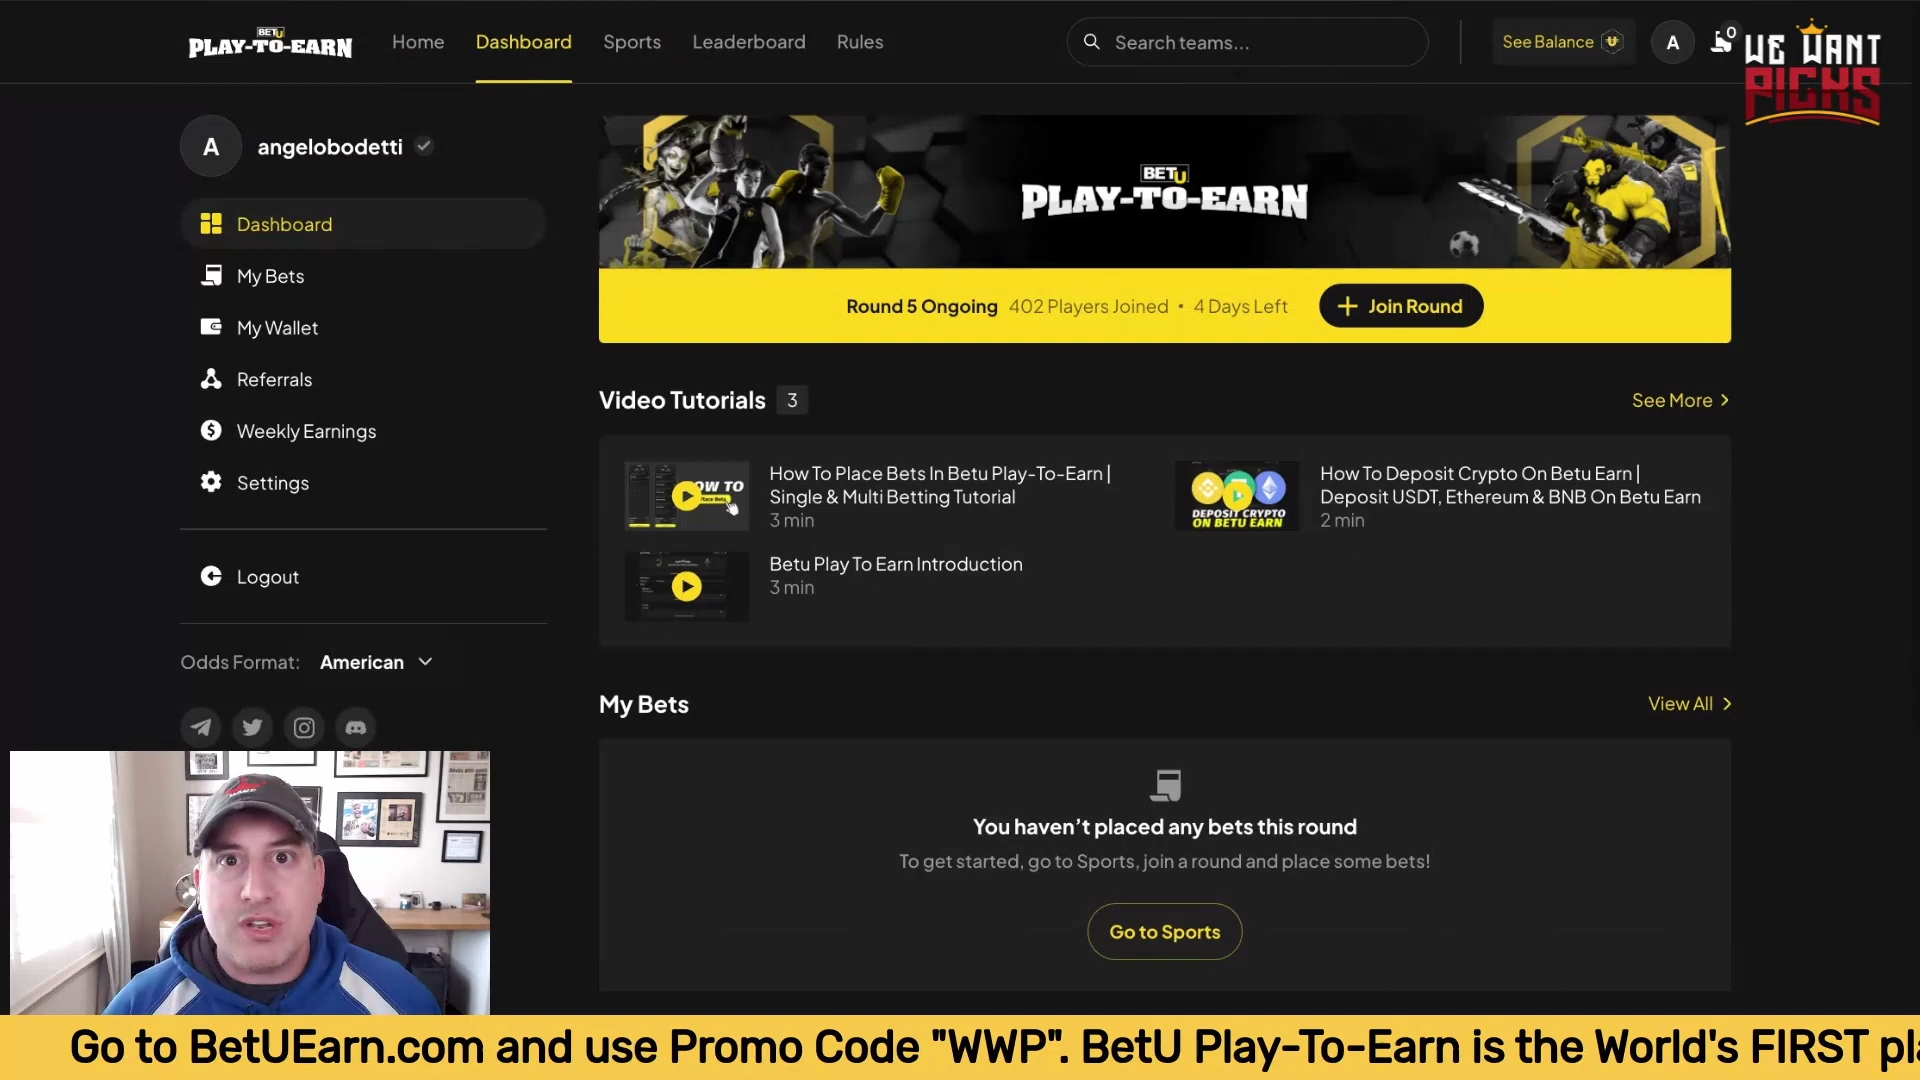 BETU
PLAY-TO-EARN
Home
Dashboard
Sports
Leaderboard
Rules
Search teams...
See Balance
A
0
WE WANT
PICKS
A
angelobodetti
Dashboard
My Bets
My Wallet
Referrals
Weekly Earnings
Settings
Logout
Odds Format:
American
BETU
PLAY-TO-EARN
Round 5 Ongoing 402 Players Joined • 4 Days Left
Join Round
Video Tutorials 3
See More
HOW TO
Place Bets
How To Place Bets In Betu Play-To-Earn |
Single & Multi Betting Tutorial
3 min
DEPOSIT CRYPTO
ON BETU EARN
How To Deposit Crypto On Betu Earn |
Deposit USDT, Ethereum & BNB On Betu Earn
2 min
Betu Play To Earn Introduction
3 min
My Bets
View All
You haven't placed any bets this round
To get started, go to Sports, join a round and place some bets!
Go to Sports
Go to BetUEarn.com and use Promo Code "WWP". BetU Play-To-Earn is the World's FIRST pla